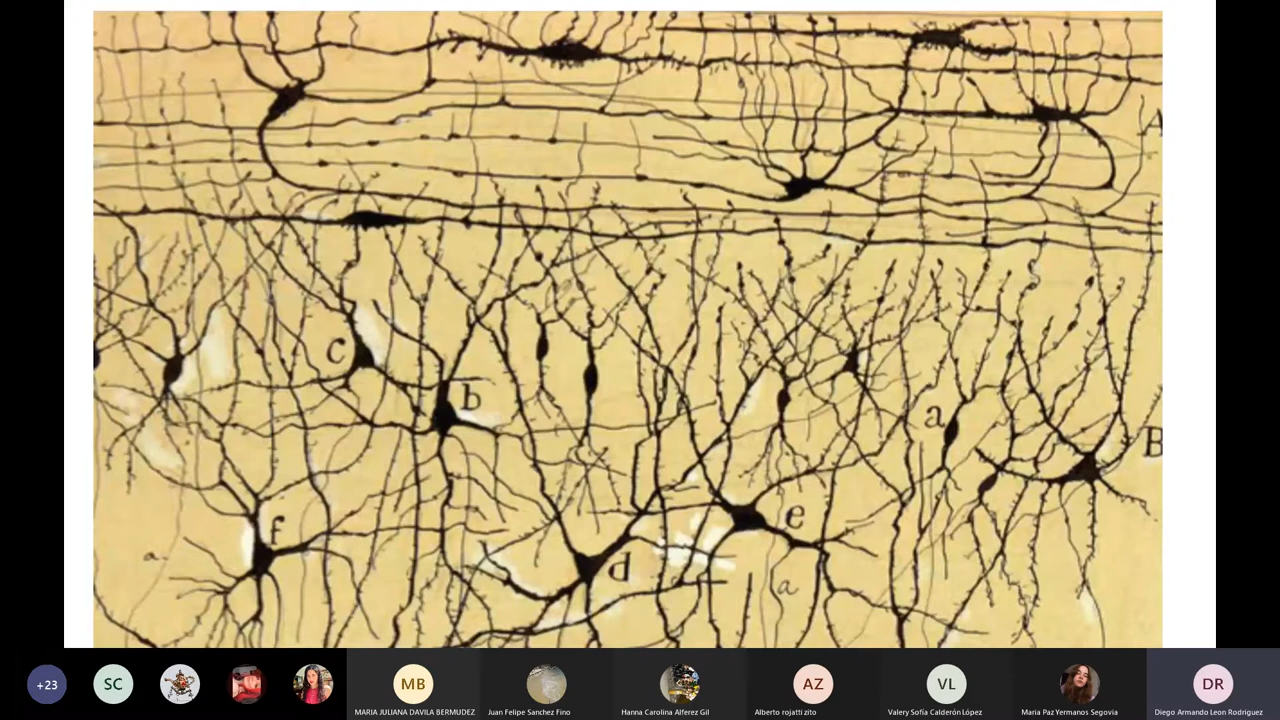 A
c
b
a
B
f
e
a
d
a
+23
SC
MB
AZ
VL
DR
MARIA JULIANA DAVILA BERMUDEZ
Juan Felipe Sanchez Fino
Hanna Carolina Alferez Gil
Alberto rojatti zito
Valery Sofía Calderón López
Maria Paz Yermanos Segovia
Diego Armando Leon Rodriguez